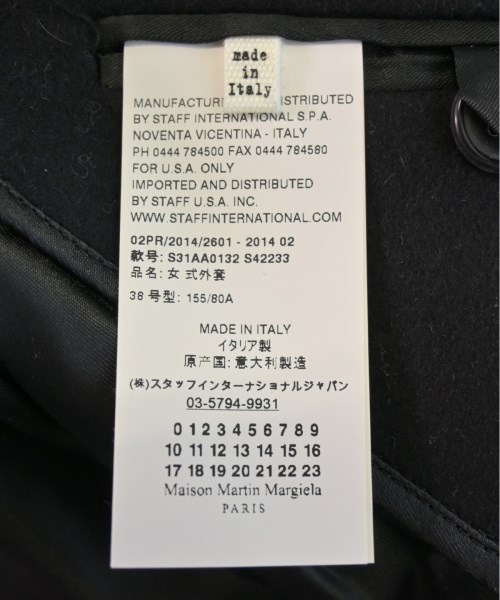 made
in
Italy
MANUFACTUR DISTRIBUTED
BY STAFF INTERNATIONAL S.P.A.
NOVENTA VICENTINA - ITALY
PH 0444 784500 FAX 0444 784580
FOR U.S.A. ONLY
IMPORTED AND DISTRIBUTED
BY STAFF U.S.A. INC.
WWW.STAFFINTERNATIONAL.COM
02PR/2014/2601 - 2014 02
款号: S31AA0132 S42233
品名: 女 式外套
38 号型: 155/80A
MADE IN ITALY
イタリア製
原产国: 意大利製造
(株)スタッフインターナショナルジャパン
03-5794-9931
0 1 2 3 4 5 6 7 8 9
10 11 12 13 14 15 16
17 18 19 20 21 22 23
Maison Martin Margiela
PARIS